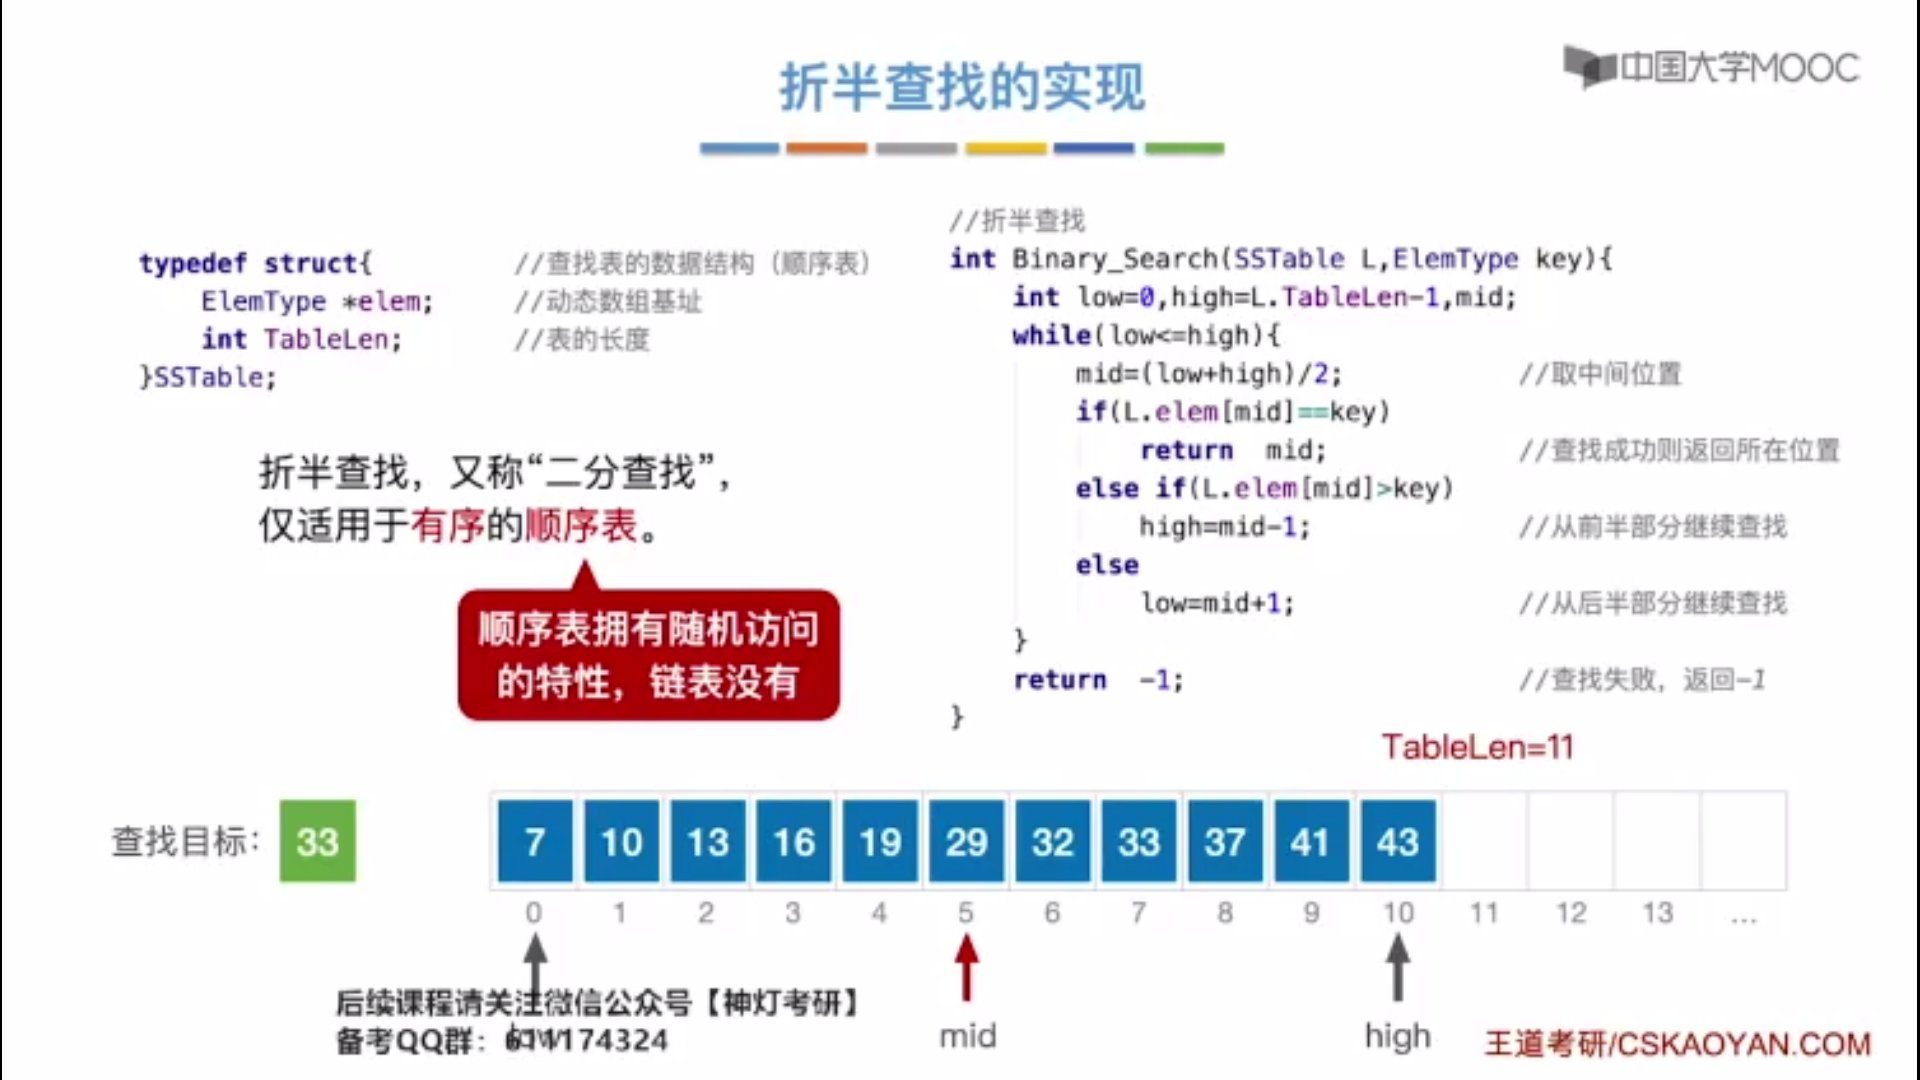 折半查找的实现
中国大学MOOC
typedef struct{ //查找表的数据结构（顺序表）
ElemType *elem; //动态数组基址
int TableLen; //表的长度
}SSTable;
折半查找，又称“二分查找”，
仅适用于有序的顺序表。
顺序表拥有随机访问
的特性，链表没有
//折半查找
int Binary_Search(SSTable L,ElemType key){
int low=0,high=L.TableLen-1,mid;
while(low<=high){
mid=(low+high)/2; //取中间位置
if(L.elem[mid]==key)
return mid; //查找成功则返回所在位置
else if(L.elem[mid]>key)
high=mid-1; //从前半部分继续查找
else
low=mid+1; //从后半部分继续查找
}
return -1; //查找失败，返回-1
}
TableLen=11
查找目标： 33 7 10 13 16 19 29 32 33 37 41 43
0 1 2 3 4 5 6 7 8 9 10 11 12 13 ...
后续课程请关注微信公众号【神灯考研】
备考QQ群：
mid high
王道考研/CSKAOYAN.COM